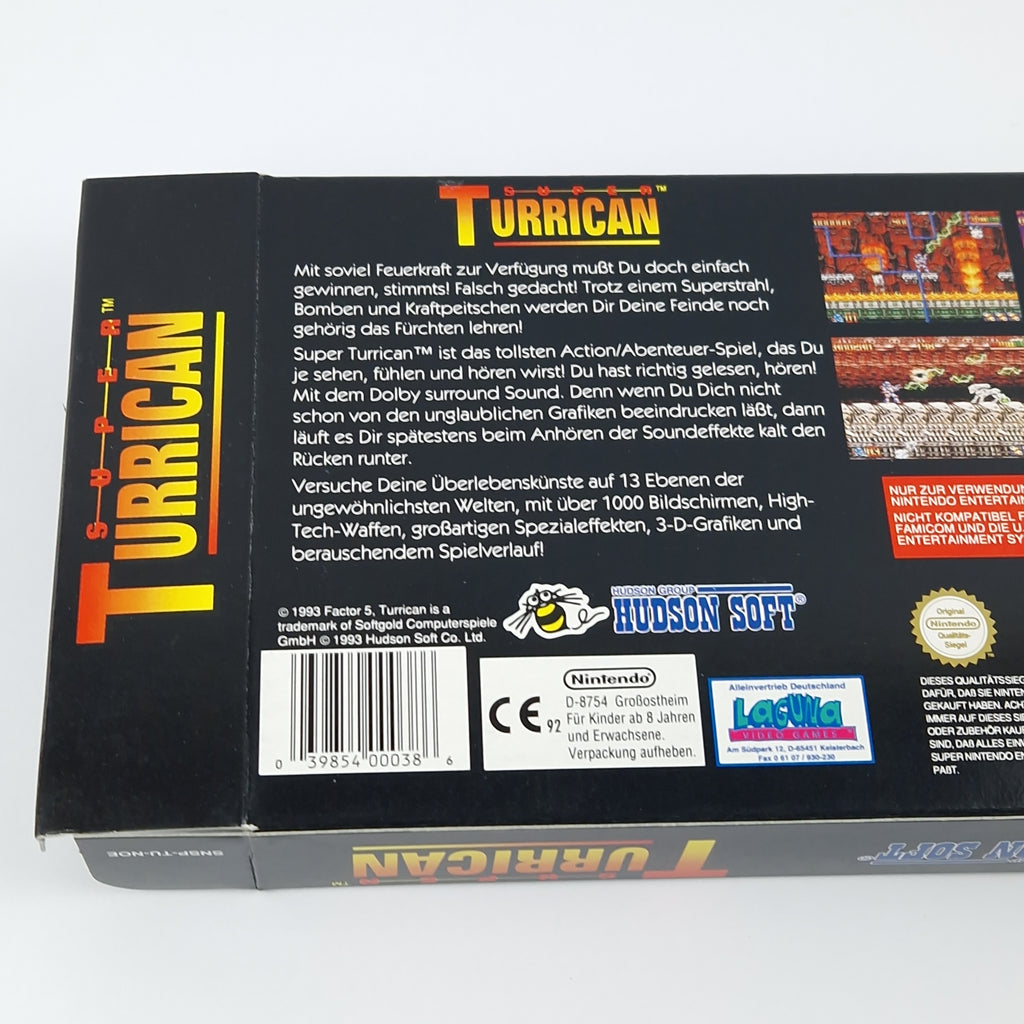 SUPER™
TURRICAN
SUPER™
TURRICAN
Mit soviel Feuerkraft zur Verfügung mußt Du doch einfach
gewinnen, stimmts! Falsch gedacht! Trotz einem Superstrahl,
Bomben und Kraftpeitschen werden Dir Deine Feinde noch
gehörig das Fürchten lehren!
Super Turrican™ ist das tollsten Action/Abenteuer-Spiel, das Du
je sehen, fühlen und hören wirst! Du hast richtig gelesen, hören!
Mit dem Dolby surround Sound. Denn wenn Du Dich nicht
schon von den unglaublichen Grafiken beeindrucken läßt, dann
läuft es Dir spätestens beim Anhören der Soundeffekte kalt den
Rücken runter.
Versuche Deine Überlebenskünste auf 13 Ebenen der
ungewöhnlichsten Welten, mit über 1000 Bildschirmen, High-
Tech-Waffen, großartigen Spezialeffekten, 3-D-Grafiken und
berauschendem Spielverlauf!
NUR ZUR VERWENDUN
NINTENDO ENTERTAI
NICHT KOMPATIBEL F
FAMICOM UND DIE U.
ENTERTAINMENT SY
© 1993 Factor 5, Turrican is a
trademark of Softgold Computerspiele
GmbH © 1993 Hudson Soft Co. Ltd.
HUDSON GROUP
HUDSON SOFT®
Original
Nintendo
Qualitäts-
Siegel
0 39854 00038 6
CE 92
Nintendo®
D-8754 Großostheim
Für Kinder ab 8 Jahren
und Erwachsene.
Verpackung aufheben.
Alleinvertrieb Deutschland
LAGUNA
VIDEO GAMES™
Am Südpark 12, D-65451 Kelsterbach
Fax 0 61 07 / 930-230
DIESES QUALITÄTSSIEG
DAFÜR, DAß SIE NINTEN
GEKAUFT HABEN. ACH
IMMER AUF DIESES SI
ODER ZUBEHÖR KAU
SIND, DAß ALLES EIN
SUPER NINTENDO EN
PAßT.
SNSP-TU-NOE
SUPER™
TURRICAN
N SOFT®